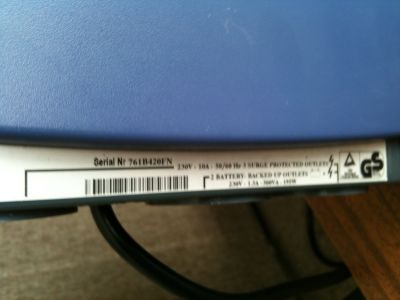 Serial Nr 761B420FN
230V - 10A - 50/60 Hz 3 SURGE PROTECTED OUTLETS
2 BATTERY BACKED UP OUTLETS
230V - 1.3A - 300VA - 195W
GS